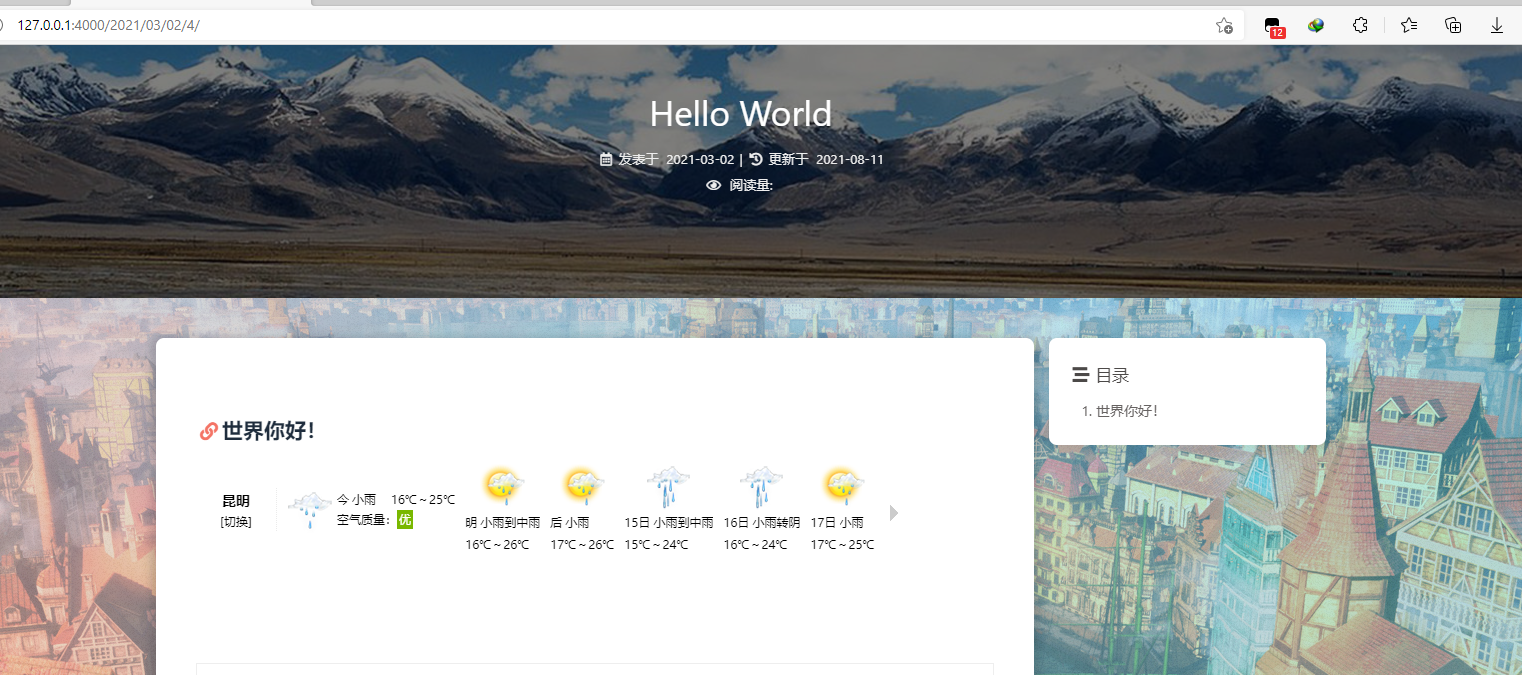 127.0.0.1:4000/2021/03/02/4/
12
Hello World
发表于 2021-03-02 | 更新于 2021-08-11
阅读量:
目录
1. 世界你好！
世界你好！
昆明
[切换]
今 小雨 16℃～25℃
空气质量：优
明 小雨到中雨
16℃～26℃
后 小雨
17℃～26℃
15日 小雨到中雨
15℃～24℃
16日 小雨转阴
16℃～24℃
17日 小雨
17℃～25℃